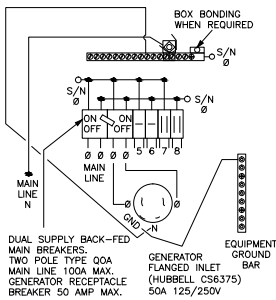 BOX BONDING
WHEN REQUIRED
S/N
Ø
S/N
Ø
S/N
Ø
ON
OFF
ON
OFF
5 6 7 8
Ø Ø Ø Ø
MAIN
LINE
MAIN
LINE
N
GND
N
DUAL SUPPLY BACK-FED
MAIN BREAKERS.
TWO POLE TYPE QOA
MAIN LINE 100A MAX.
GENERATOR RECEPTACLE
BREAKER 50 AMP MAX.
GENERATOR
FLANGED INLET
(HUBBELL CS6375)
50A 125/250V
EQUIPMENT
GROUND
BAR